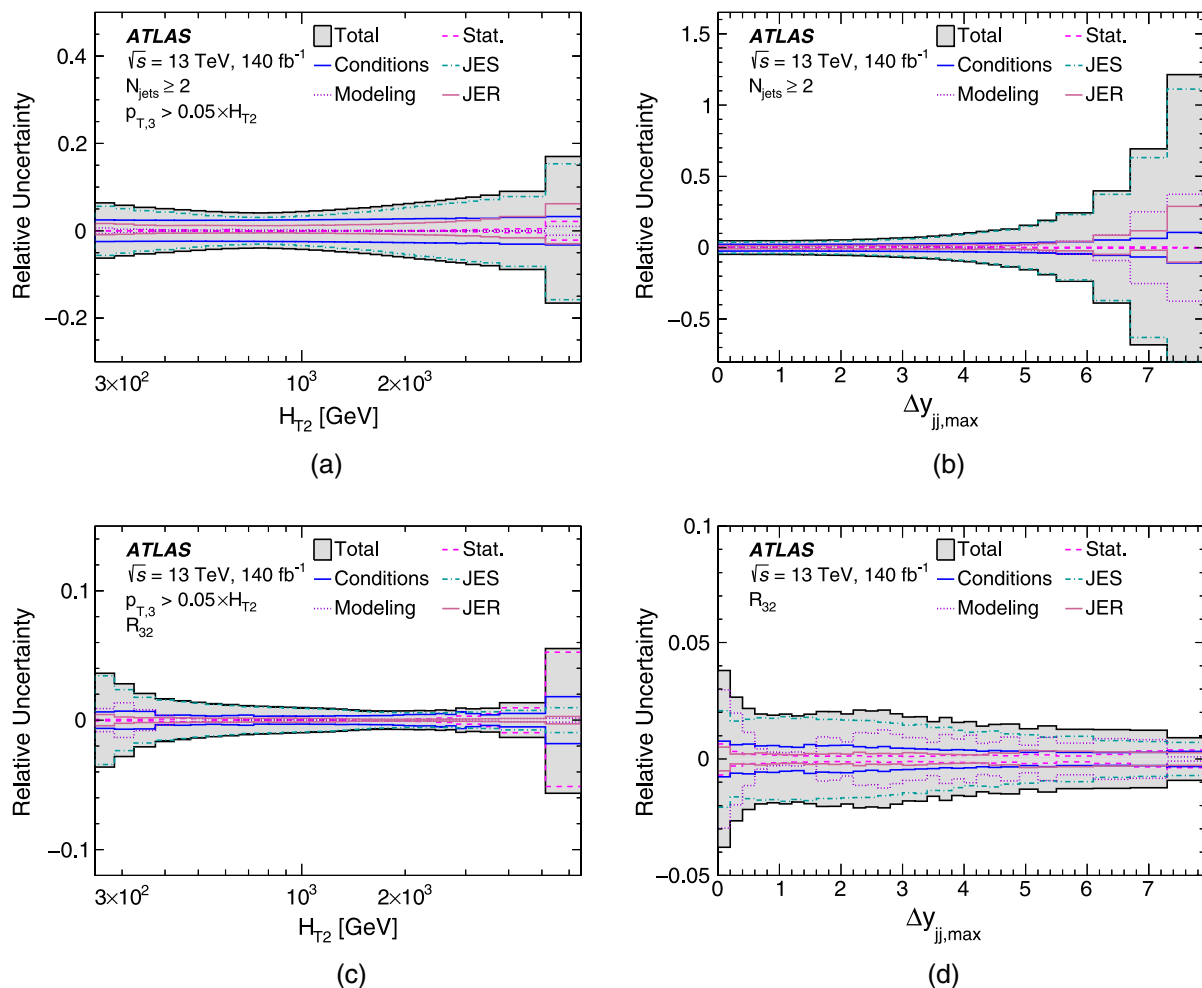 ATLAS
√s = 13 TeV, 140 fb⁻¹
N_jets ≥ 2
p_T,3 > 0.05×H_T2
Total
Stat.
Conditions
JES
Modeling
JER
Relative Uncertainty
0.4
0.2
0
−0.2
3×10² 10³ 2×10³
H_T2 [GeV]
(a)
ATLAS
√s = 13 TeV, 140 fb⁻¹
N_jets ≥ 2
Total
Stat.
Conditions
JES
Modeling
JER
Relative Uncertainty
1.5
1
0.5
0
−0.5
0 1 2 3 4 5 6 7
Δy_jj,max
(b)
ATLAS
√s = 13 TeV, 140 fb⁻¹
p_T,3 > 0.05×H_T2
R_32
Total
Stat.
Conditions
JES
Modeling
JER
Relative Uncertainty
0.1
0
−0.1
3×10² 10³ 2×10³
H_T2 [GeV]
(c)
ATLAS
√s = 13 TeV, 140 fb⁻¹
R_32
Total
Stat.
Conditions
JES
Modeling
JER
Relative Uncertainty
0.1
0.05
0
−0.05
0 1 2 3 4 5 6 7
Δy_jj,max
(d)